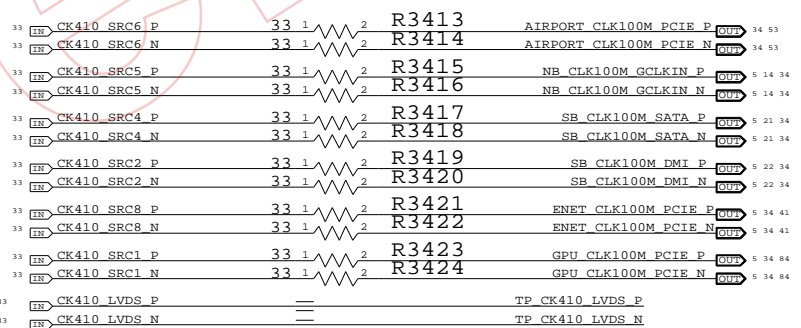 33 IN CK410_SRC6_P 33 1 2 R3413 AIRPORT_CLK100M_PCIE_P OUT 34 53
33 IN CK410_SRC6_N 1 2 R3414 AIRPORT_CLK100M_PCIE_N OUT 34 53
33 IN CK410_SRC5_P 33 1 2 R3415 NB_CLK100M_GCLKIN_P OUT 5 14 34
33 IN CK410_SRC5_N 33 1 2 R3416 NB_CLK100M_GCLKIN_N OUT 5 14 34
33 IN CK410_SRC4_P 33 1 2 R3417 SB_CLK100M_SATA_P OUT 5 21 34
33 IN CK410_SRC4_N 33 1 2 R3418 SB_CLK100M_SATA_N OUT 5 21 34
33 IN CK410_SRC2_P 33 1 2 R3419 SB_CLK100M_DMI_P OUT 5 22 34
33 IN CK410_SRC2_N 33 1 2 R3420 SB_CLK100M_DMI_N OUT 5 22 34
33 IN CK410_SRC8_P 33 1 2 R3421 ENET_CLK100M_PCIE_P OUT 5 34 41
33 IN CK410_SRC8_N 33 1 2 R3422 ENET_CLK100M_PCIE_N OUT 5 34 41
33 IN CK410_SRC1_P 33 1 2 R3423 GPU_CLK100M_PCIE_P OUT 5 34 84
33 IN CK410_SRC1_N 33 1 2 R3424 GPU_CLK100M_PCIE_N OUT 5 34 84
33 IN CK410_LVDS_P TP_CK410_LVDS_P
33 IN CK410_LVDS_N TP_CK410_LVDS_N